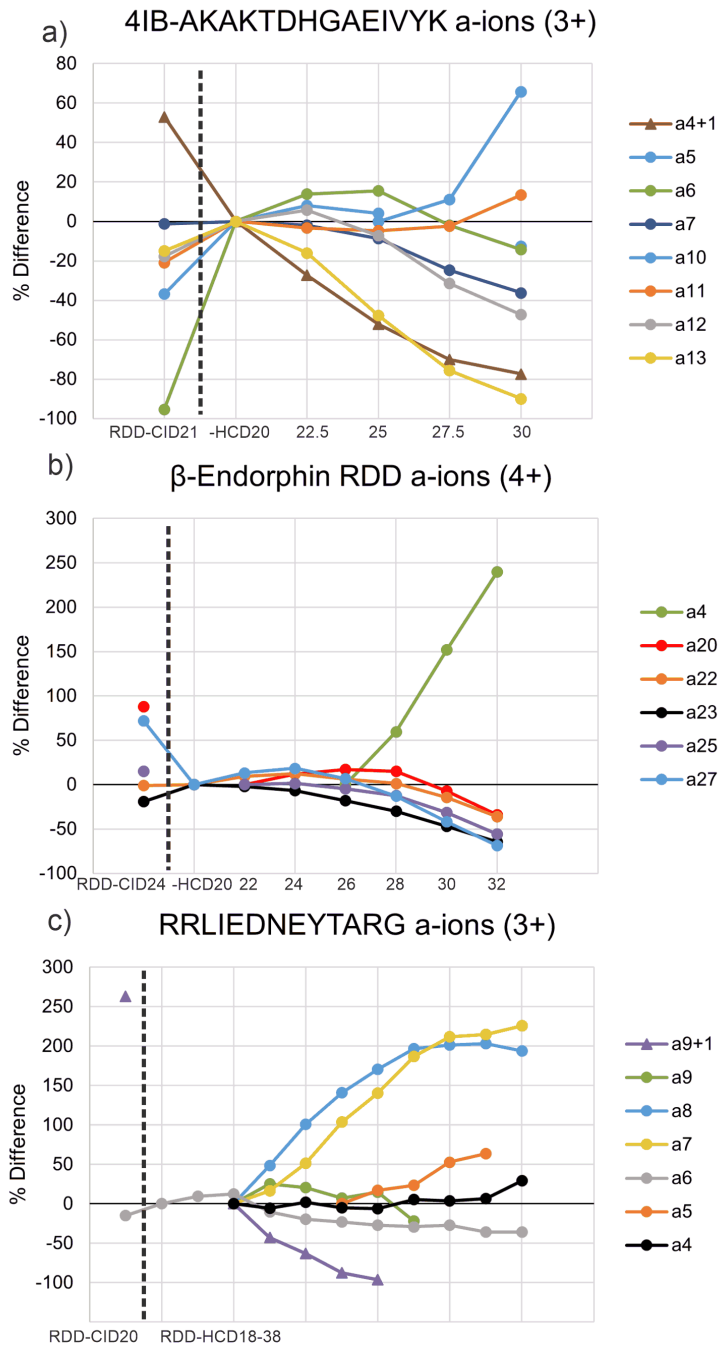 a)
4IB-AKAKTDHGAEIVYK a-ions (3+)
80
60
40
20
0
-20
-40
-60
-80
-100
% Difference
RDD-CID21
-HCD20
22.5
25
27.5
30
a4+1
a5
a6
a7
a10
a11
a12
a13
b)
β-Endorphin RDD a-ions (4+)
300
250
200
150
100
50
0
-50
-100
% Difference
RDD-CID24
-HCD20
22
24
26
28
30
32
a4
a20
a22
a23
a25
a27
c)
RRLIEDNEYTARG a-ions (3+)
300
250
200
150
100
50
0
-50
-100
% Difference
RDD-CID20
RDD-HCD18-38
a9+1
a9
a8
a7
a6
a5
a4